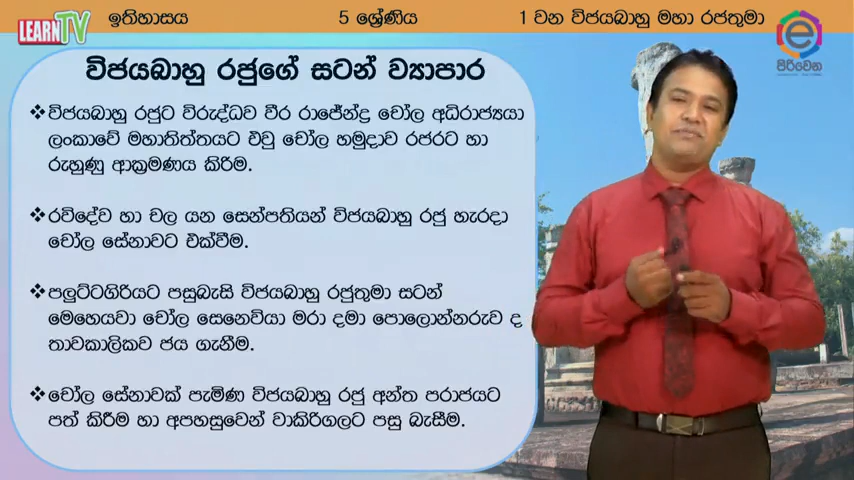 LEARN TV
ඉතිහාසය
5 ශ්‍රේණිය
1 වන විජයබාහු මහා රජතුමා
පිරිවෙන
විජයබාහු රජුගේ සටන් ව්‍යාපාර
❖විජයබාහු රජුට විරුද්ධව වීර රාජේන්ද්‍ර චෝල අධිරාජ්‍යයා
ලංකාවේ මහාතිත්තයට එවූ චෝල හමුදාව රජරට හා
රුහුණු ආක්‍රමණය කිරිම.
❖රවිදේව හා චල යන සෙන්පතියන් විජයබාහු රජු හැරදා
චෝල සේනාවට එක්වීම.
❖පලුට්ටගිරියට පසුබැසි විජයබාහු රජුතුමා සටන්
මෙහෙයවා චෝල සෙනෙවියා මරා දමා පොලොන්නරුව ද
තාවකාලිකව ජය ගැනීම.
❖චෝල සේනාවක් පැමිණ විජයබාහු රජු අන්ත පරාජයට
පත් කිරීම හා අපහසුවෙන් වාකිරිගලට පසු බැසීම.